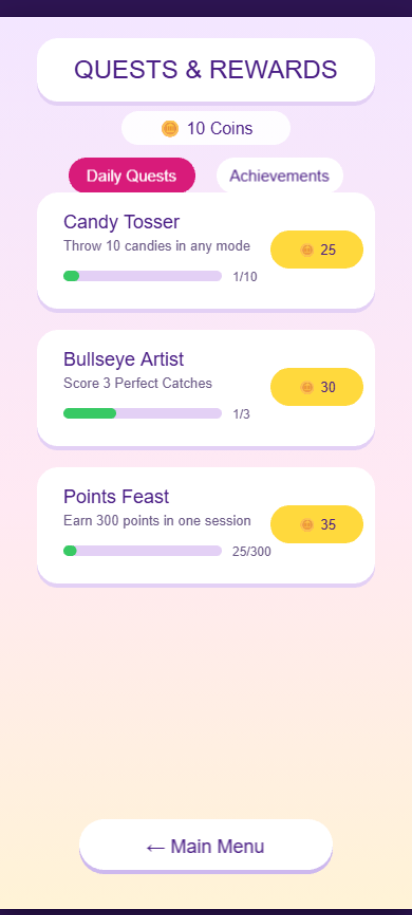 QUESTS & REWARDS
10 Coins
Daily Quests
Achievements
Candy Tosser
Throw 10 candies in any mode
25
1/10
Bullseye Artist
Score 3 Perfect Catches
30
1/3
Points Feast
Earn 300 points in one session
35
25/300
← Main Menu